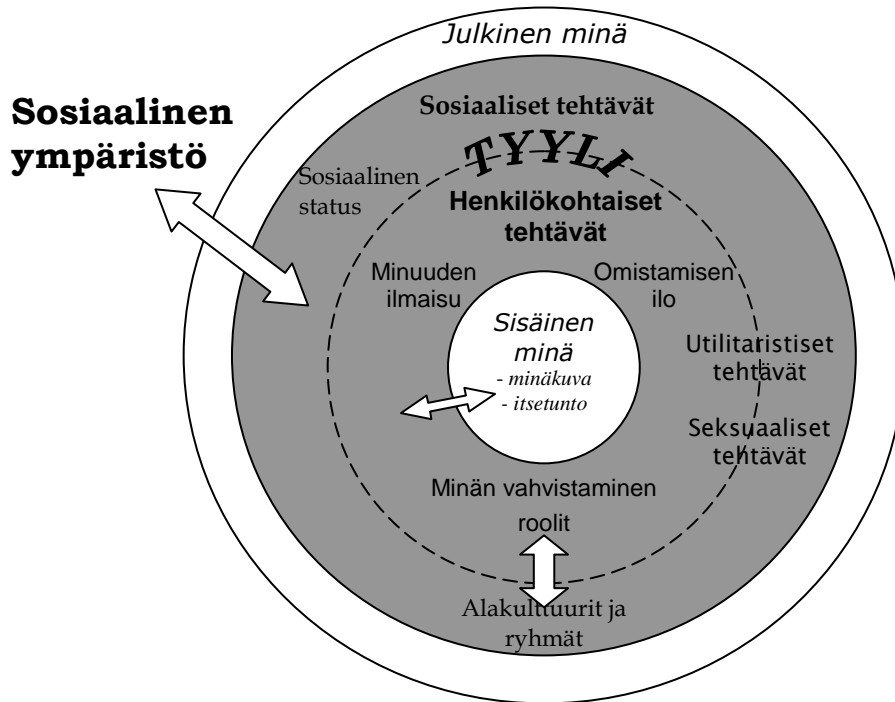 Julkinen minä
Sosiaalinen
ympäristö
Sosiaaliset tehtävät
TYYLI
Sosiaalinen
status
Henkilökohtaiset
tehtävät
Minuuden
ilmaisu
Omistamisen
ilo
Sisäinen
minä
- minäkuva
- itsetunto
Utilitaristiset
tehtävät
Seksuaaliset
tehtävät
Minän vahvistaminen
roolit
Alakulttuurit ja
ryhmät